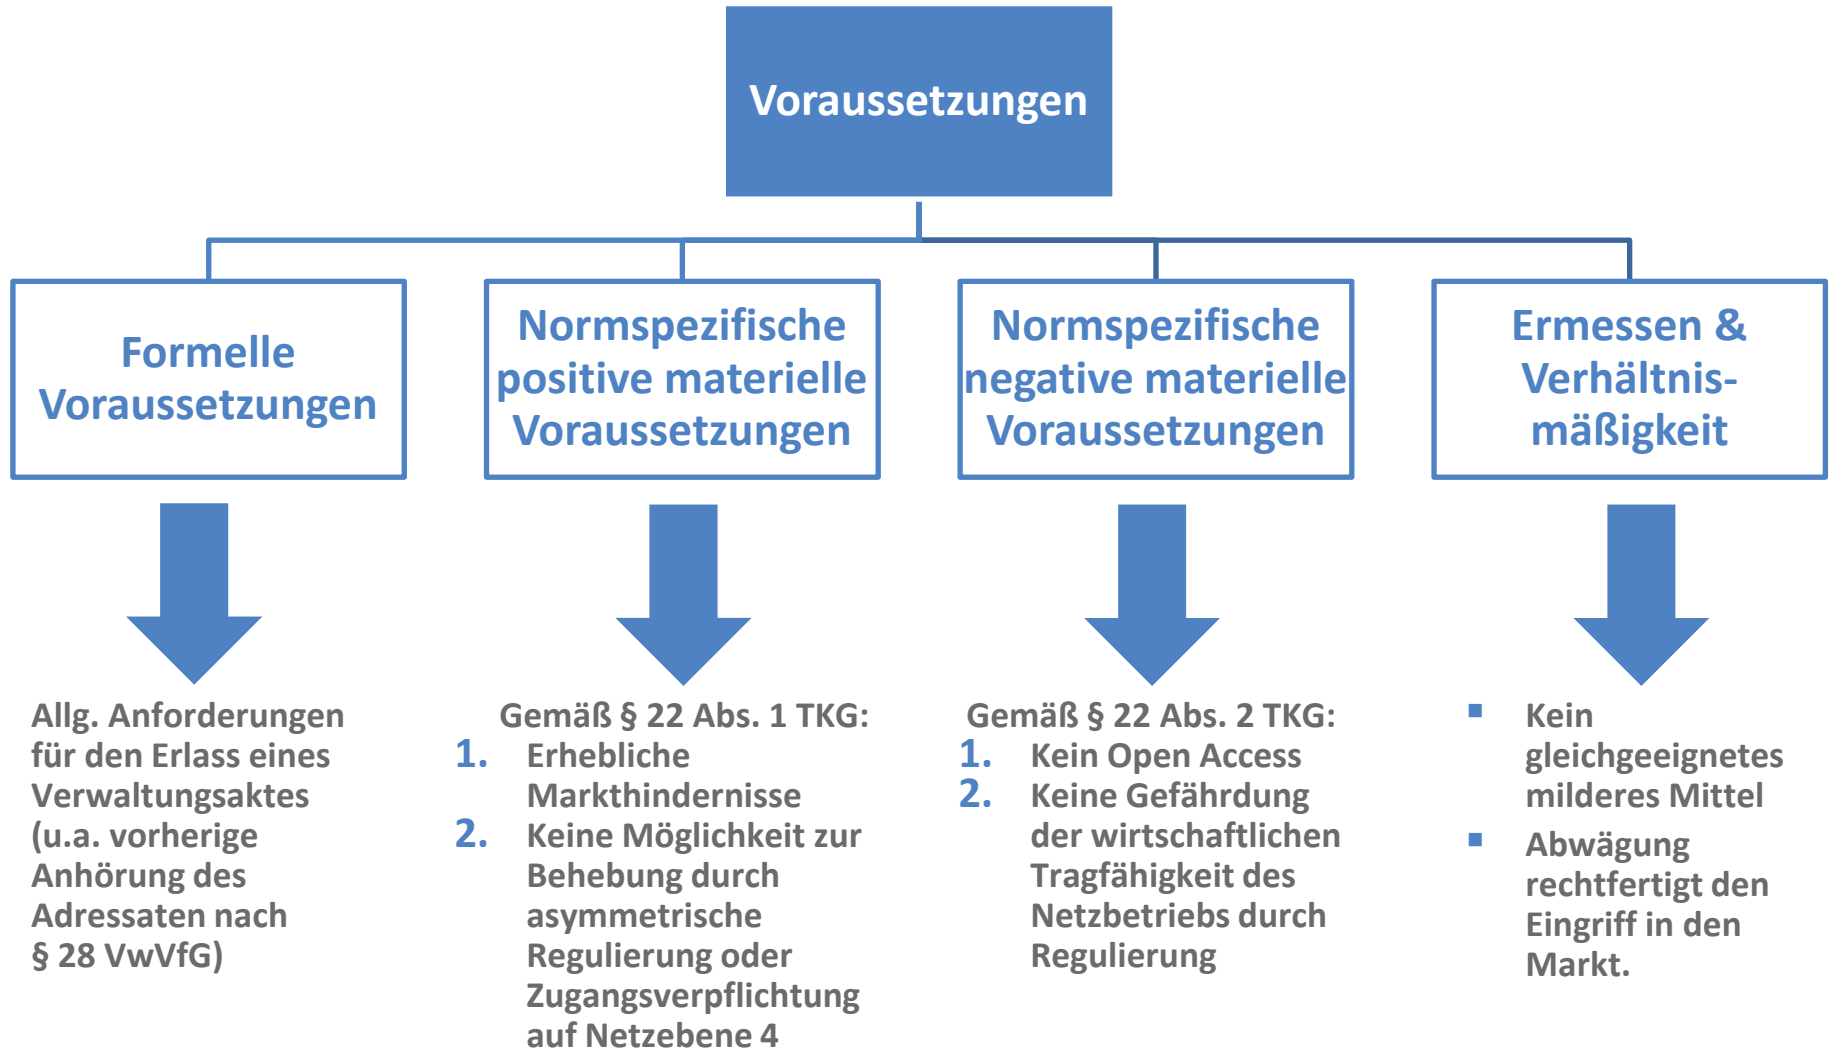 Voraussetzungen
Formelle
Voraussetzungen
Normspezifische
positive materielle
Voraussetzungen
Normspezifische
negative materielle
Voraussetzungen
Ermessen &
Verhältnis-
mäßigkeit
Allg. Anforderungen
für den Erlass eines
Verwaltungsaktes
(u.a. vorherige
Anhörung des
Adressaten nach
§ 28 VwVfG)
Gemäß § 22 Abs. 1 TKG:
1. Erhebliche
Markthindernisse
2. Keine Möglichkeit zur
Behebung durch
asymmetrische
Regulierung oder
Zugangsverpflichtung
auf Netzebene 4
Gemäß § 22 Abs. 2 TKG:
1. Kein Open Access
2. Keine Gefährdung
der wirtschaftlichen
Tragfähigkeit des
Netzbetriebs durch
Regulierung
▪ Kein
gleichgeeignetes
milderes Mittel
▪ Abwägung
rechtfertigt den
Eingriff in den
Markt.